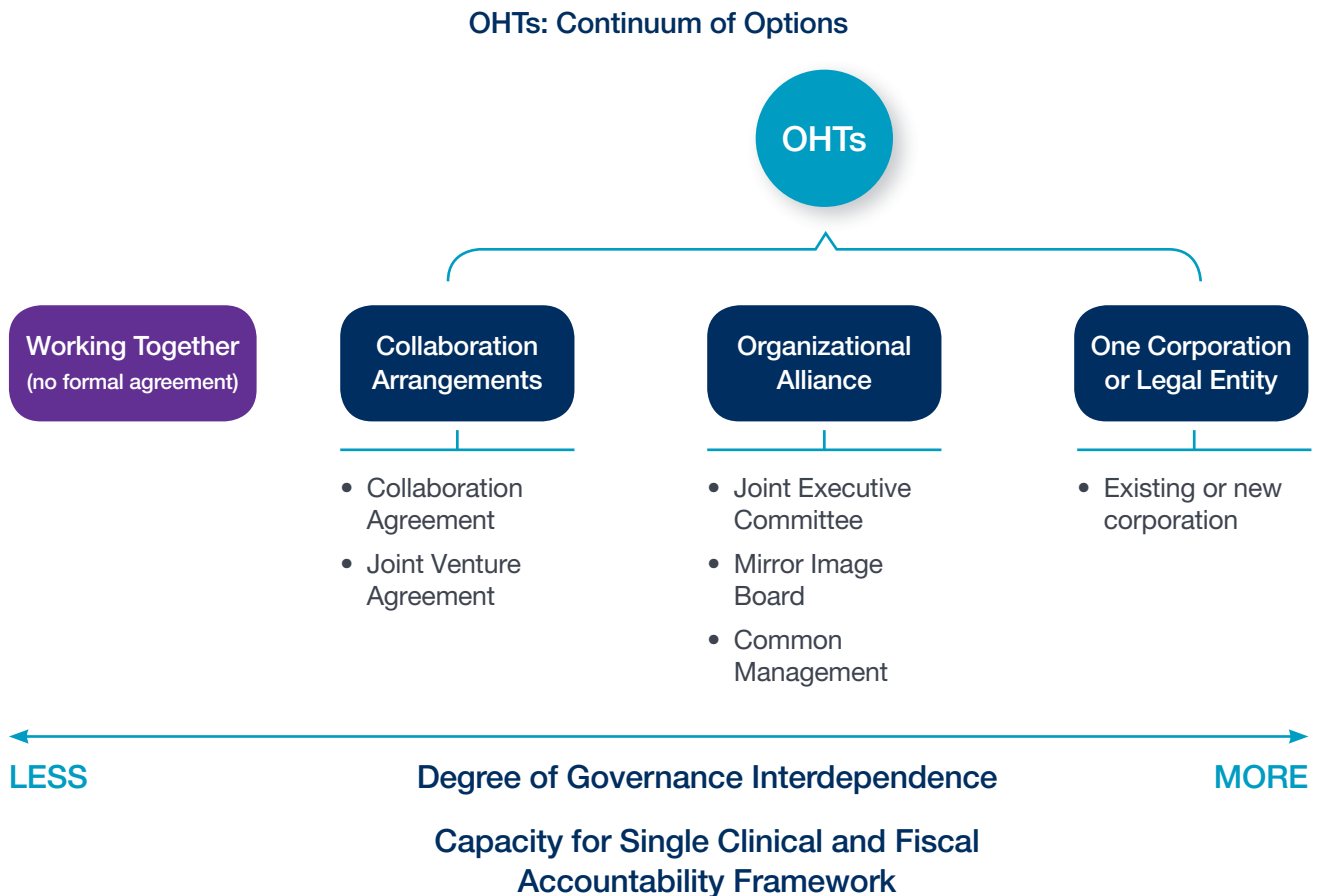 OHTs: Continuum of Options
OHTs
Working Together
(no formal agreement)
Collaboration
Arrangements
Organizational
Alliance
One Corporation
or Legal Entity
• Collaboration
Agreement
• Joint Venture
Agreement
• Joint Executive
Committee
• Mirror Image
Board
• Common
Management
• Existing or new
corporation
LESS
Degree of Governance Interdependence
MORE
Capacity for Single Clinical and Fiscal
Accountability Framework